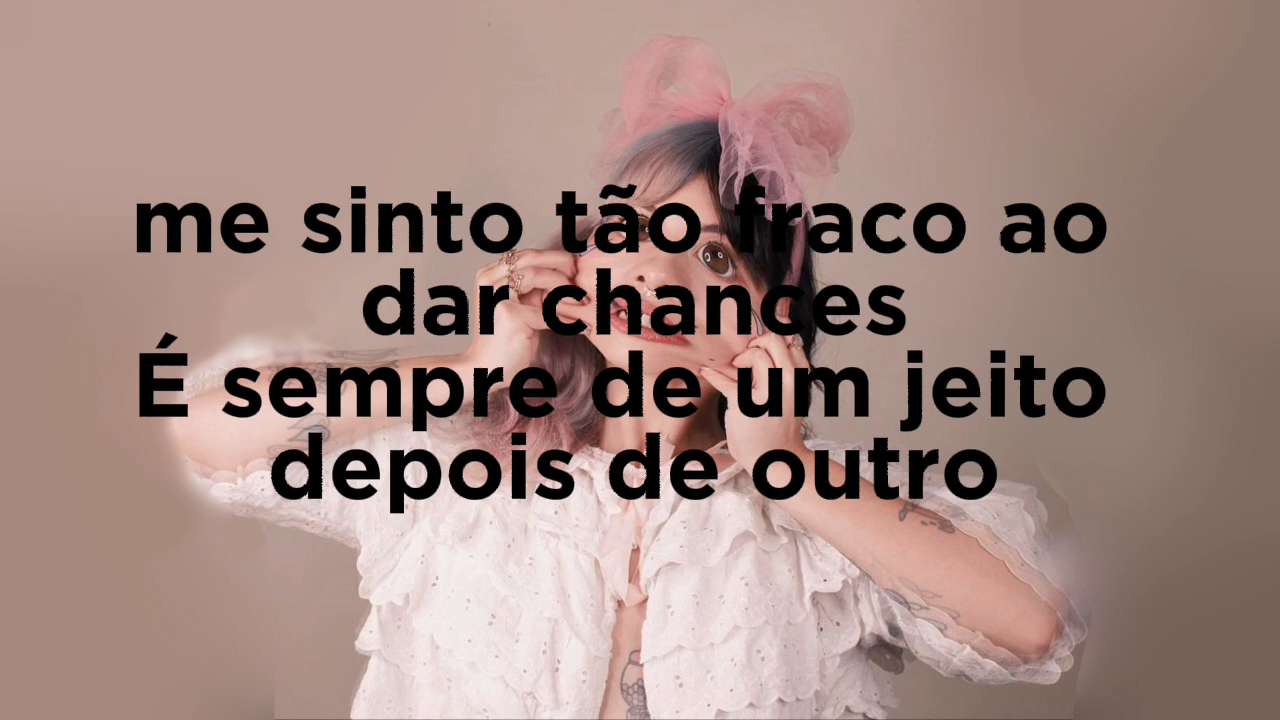 me sinto tão fraco ao
dar chances
É sempre de um jeito
depois de outro